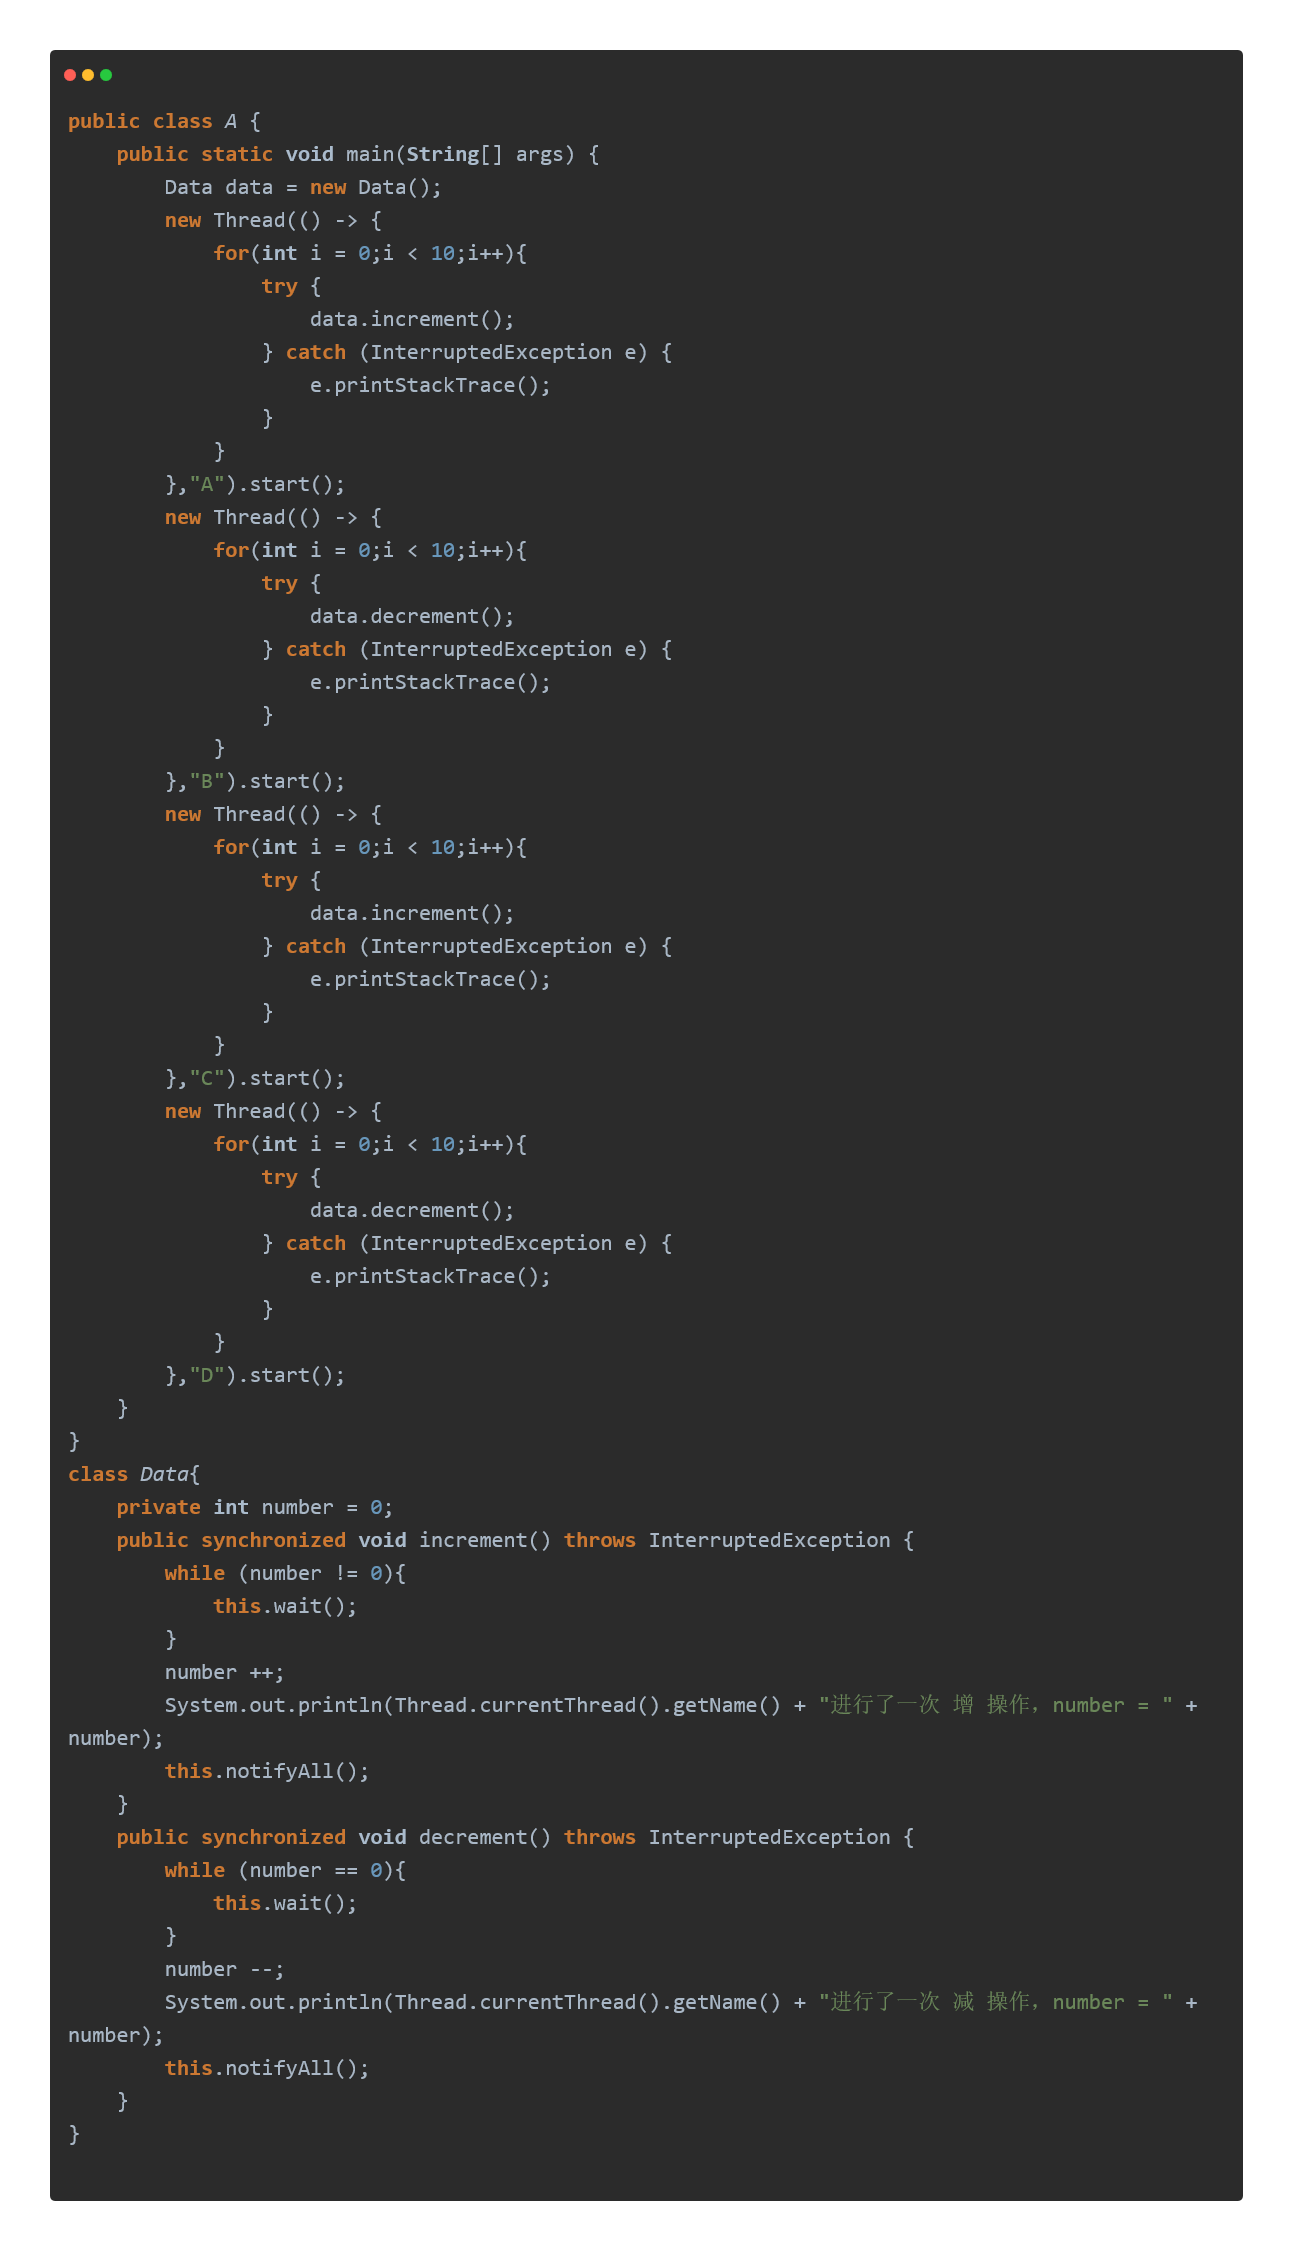 public class A {
    public static void main(String[] args) {
        Data data = new Data();
        new Thread(() -> {
            for(int i = 0;i < 10;i++){
                try {
                    data.increment();
                } catch (InterruptedException e) {
                    e.printStackTrace();
                }
            }
        },"A").start();
        new Thread(() -> {
            for(int i = 0;i < 10;i++){
                try {
                    data.decrement();
                } catch (InterruptedException e) {
                    e.printStackTrace();
                }
            }
        },"B").start();
        new Thread(() -> {
            for(int i = 0;i < 10;i++){
                try {
                    data.increment();
                } catch (InterruptedException e) {
                    e.printStackTrace();
                }
            }
        },"C").start();
        new Thread(() -> {
            for(int i = 0;i < 10;i++){
                try {
                    data.decrement();
                } catch (InterruptedException e) {
                    e.printStackTrace();
                }
            }
        },"D").start();
    }
}
class Data{
    private int number = 0;
    public synchronized void increment() throws InterruptedException {
        while (number != 0){
            this.wait();
        }
        number ++;
        System.out.println(Thread.currentThread().getName() + "进行了一次 增 操作，number = " +
number);
        this.notifyAll();
    }
    public synchronized void decrement() throws InterruptedException {
        while (number == 0){
            this.wait();
        }
        number --;
        System.out.println(Thread.currentThread().getName() + "进行了一次 减 操作，number = " +
number);
        this.notifyAll();
    }
}